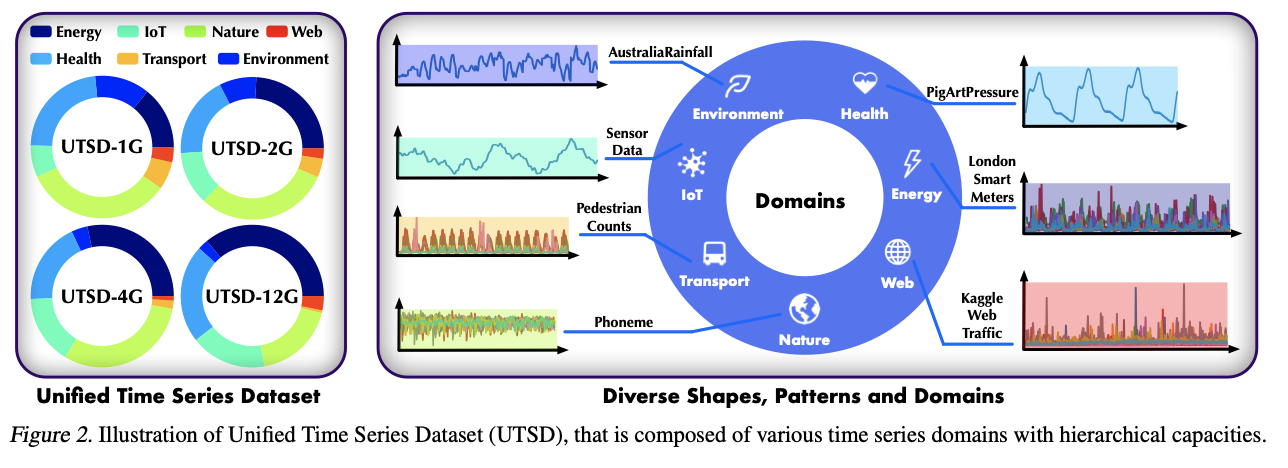 Energy IoT Nature Web
Health Transport Environment
UTSD-1G UTSD-2G
UTSD-4G UTSD-12G
Unified Time Series Dataset
AustraliaRainfall
Sensor
Data
Pedestrian
Counts
Phoneme
Environment
Health
IoT
Energy
Domains
Transport
Web
Nature
PigArtPressure
London
Smart
Meters
Kaggle
Web
Traffic
Diverse Shapes, Patterns and Domains
Figure 2. Illustration of Unified Time Series Dataset (UTSD), that is composed of various time series domains with hierarchical capacities.